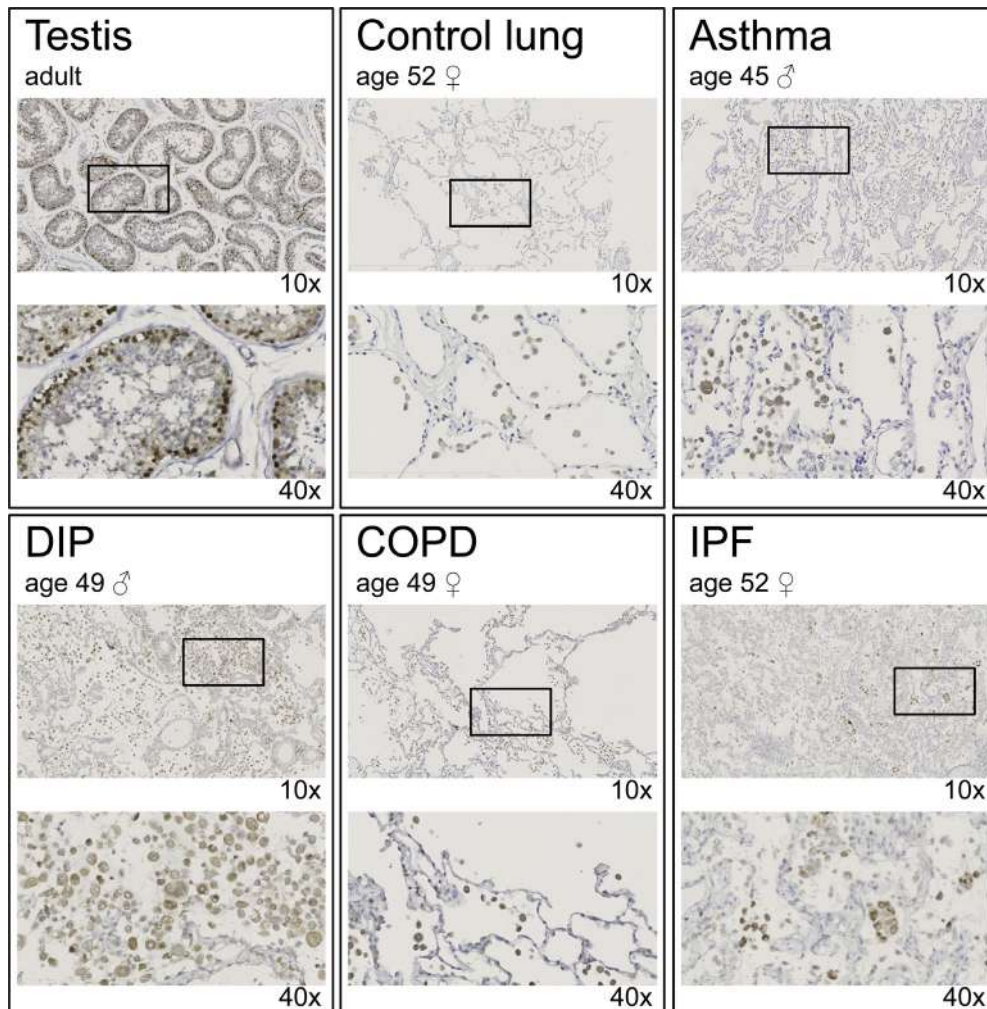 Testis
adult
10x
40x
Control lung
age 52 ♀
10x
40x
Asthma
age 45 ♂
10x
40x
DIP
age 49 ♂
10x
40x
COPD
age 49 ♀
10x
40x
IPF
age 52 ♀
10x
40x